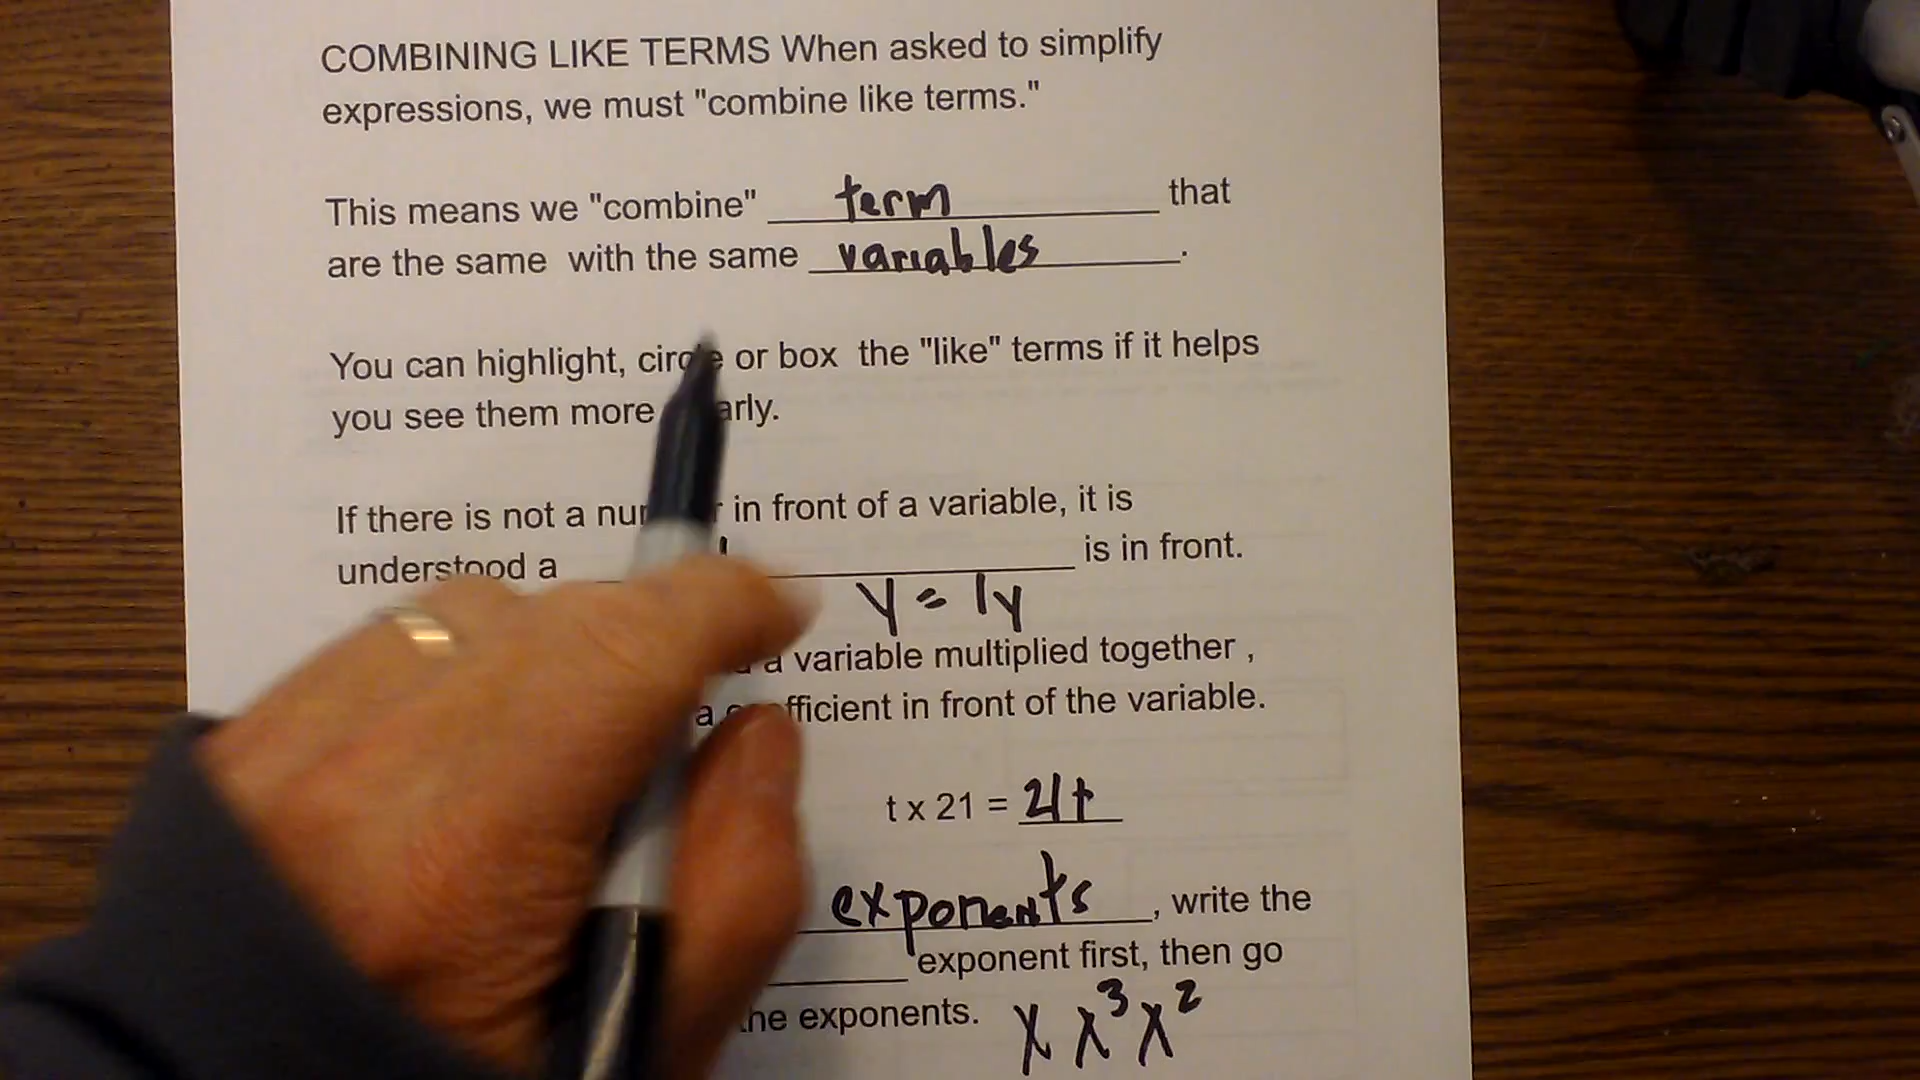 COMBINING LIKE TERMS When asked to simplify
expressions, we must "combine like terms."
This means we "combine" term that
are the same with the same variables.
You can highlight, circle or box the "like" terms if it helps
you see them more arly.
If there is not a nu in front of a variable, it is
understood a is in front.
y = 1y
a variable multiplied together ,
a fficient in front of the variable.
t x 21 = 21t
exponents, write the
exponent first, then go
he exponents. x x³ x²